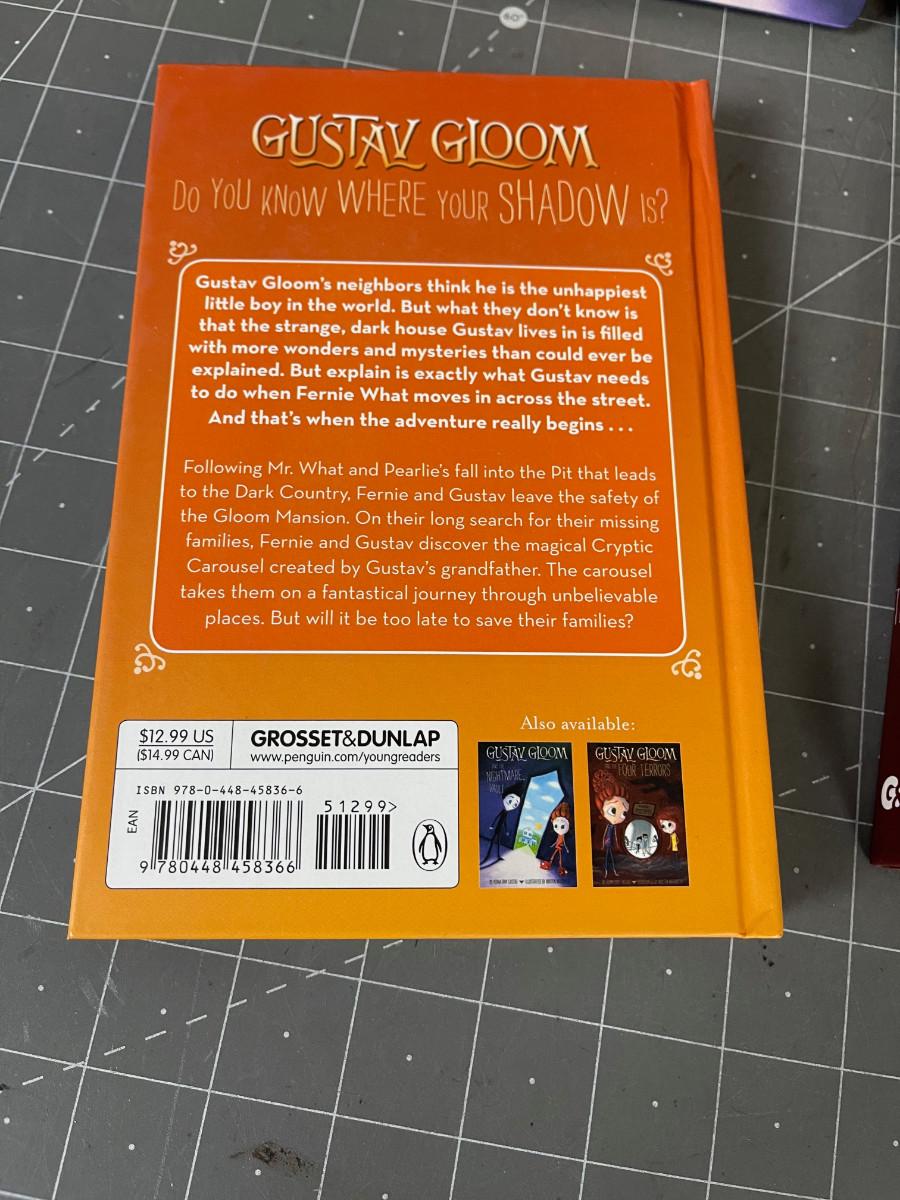 60°
GUSTAV GLOOM
DO YOU KNOW WHERE YOUR SHADOW IS?
Gustav Gloom's neighbors think he is the unhappiest
little boy in the world. But what they don't know is
that the strange, dark house Gustav lives in is filled
with more wonders and mysteries than could ever be
explained. But explain is exactly what Gustav needs
to do when Fernie What moves in across the street.
And that's when the adventure really begins . . .
Following Mr. What and Pearlie's fall into the Pit that leads
to the Dark Country, Fernie and Gustav leave the safety of
the Gloom Mansion. On their long search for their missing
families, Fernie and Gustav discover the magical Cryptic
Carousel created by Gustav's grandfather. The carousel
takes them on a fantastical journey through unbelievable
places. But will it be too late to save their families?
$12.99 US
($14.99 CAN)
GROSSET&DUNLAP
www.penguin.com/youngreaders
ISBN 978-0-448-45836-6
51299>
EAN
9 780448 458366
Also available:
GUSTAV GLOOM
AND THE
NIGHTMARE
VAULT
GUSTAV GLOOM
FOUR TERRORS